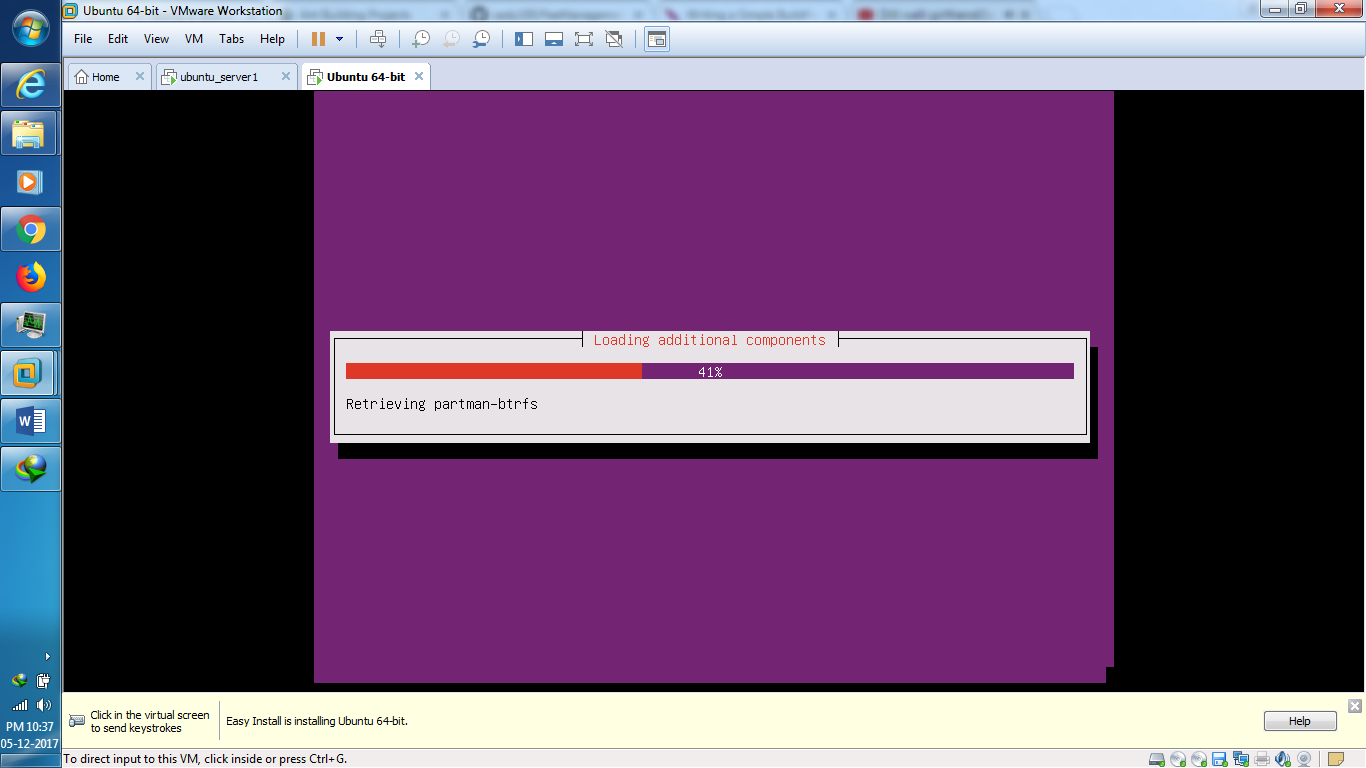 Ubuntu 64-bit - VMware Workstation
File Edit View VM Tabs Help
Home ubuntu_server1 Ubuntu 64-bit
Loading additional components
41%
Retrieving partman-btrfs
Click in the virtual screen
to send keystrokes
Easy Install is installing Ubuntu 64-bit.
Help
To direct input to this VM, click inside or press Ctrl+G.
W
PM 10:37
05-12-2017